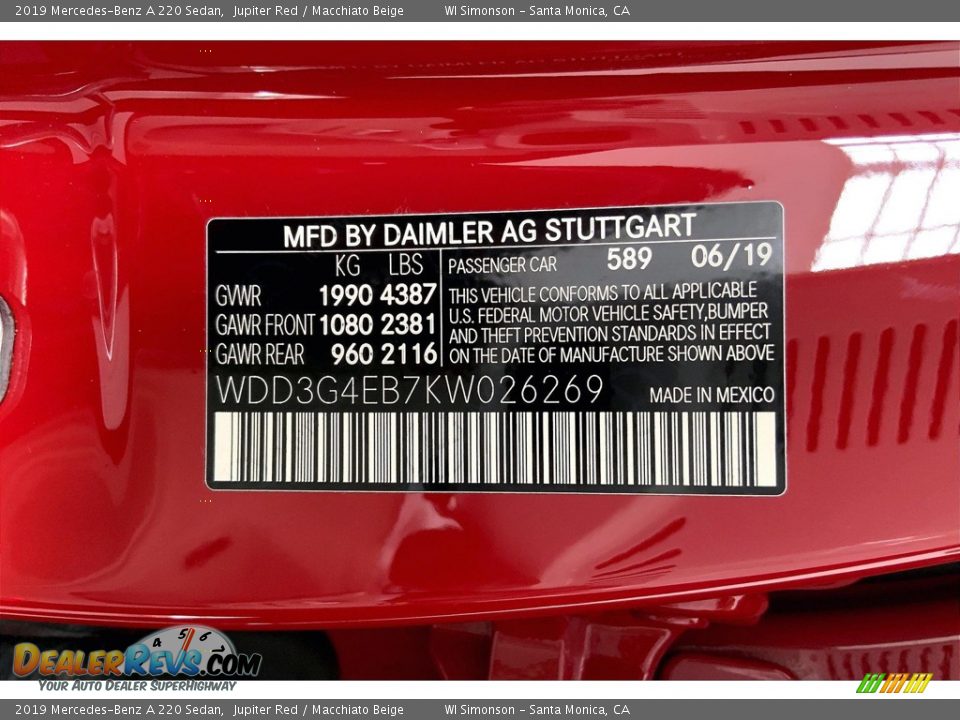 2019 Mercedes-Benz A 220 Sedan, Jupiter Red / Macchiato Beige WI Simonson - Santa Monica, CA
MFD BY DAIMLER AG STUTTGART
KG LBS
GVWR 1990 4387
GAWR FRONT 1080 2381
GAWR REAR 960 2116
PASSENGER CAR 589 06/19
THIS VEHICLE CONFORMS TO ALL APPLICABLE
U.S. FEDERAL MOTOR VEHICLE SAFETY,BUMPER
AND THEFT PREVENTION STANDARDS IN EFFECT
ON THE DATE OF MANUFACTURE SHOWN ABOVE
WDD3G4EB7KW026269 MADE IN MEXICO
4 5 6
DEALERREVS.COM
YOUR AUTO DEALER SUPERHIGHWAY
2019 Mercedes-Benz A 220 Sedan, Jupiter Red / Macchiato Beige WI Simonson - Santa Monica, CA